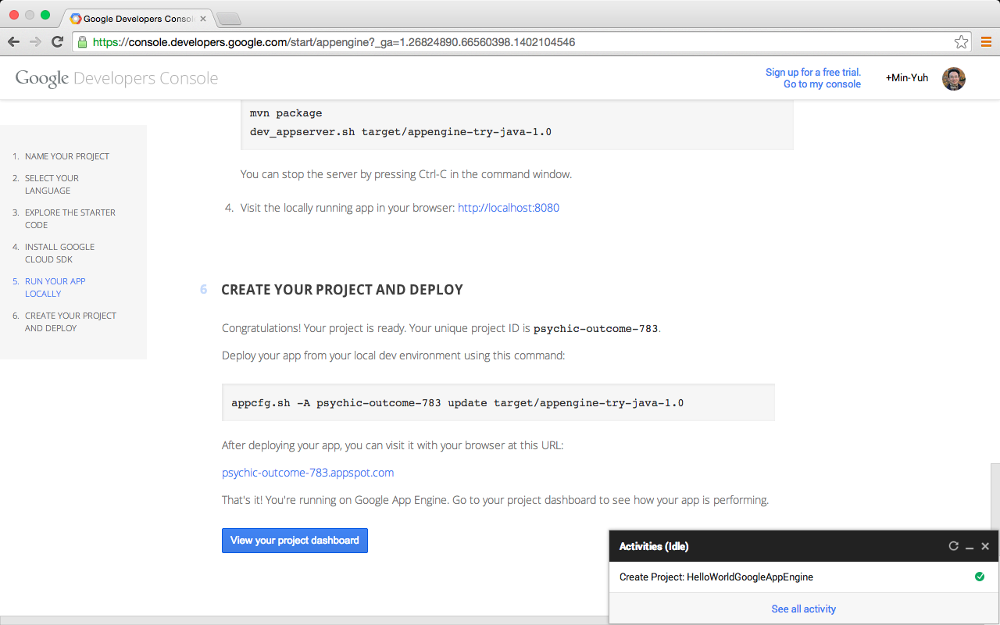 Google Developers Conso
https://console.developers.google.com/start/appengine?_ga=1.26824890.66560398.1402104546
Google Developers Console
Sign up for a free trial.
Go to my console
+Min-Yuh
1. NAME YOUR PROJECT
2. SELECT YOUR
LANGUAGE
3. EXPLORE THE STARTER
CODE
4. INSTALL GOOGLE
CLOUD SDK
5. RUN YOUR APP
LOCALLY
6. CREATE YOUR PROJECT
AND DEPLOY
mvn package
dev_appserver.sh target/appengine-try-java-1.0
You can stop the server by pressing Ctrl-C in the command window.
4. Visit the locally running app in your browser: http://localhost:8080
6 CREATE YOUR PROJECT AND DEPLOY
Congratulations! Your project is ready. Your unique project ID is psychic-outcome-783.
Deploy your app from your local dev environment using this command:
appcfg.sh -A psychic-outcome-783 update target/appengine-try-java-1.0
After deploying your app, you can visit it with your browser at this URL:
psychic-outcome-783.appspot.com
That's it! You're running on Google App Engine. Go to your project dashboard to see how your app is performing.
View your project dashboard
Activities (Idle)
Create Project: HelloWorldGoogleAppEngine
See all activity